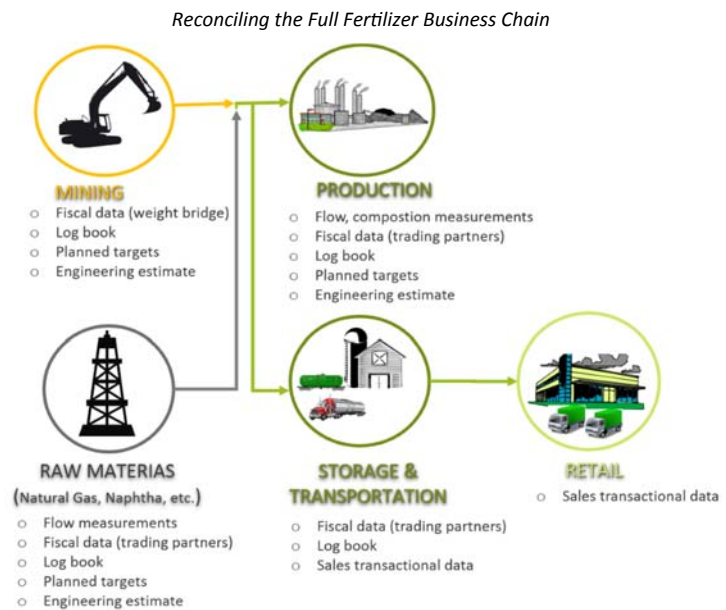 Reconciling the Full Fertilizer Business Chain
MINING
○ Fiscal data (weight bridge)
○ Log book
○ Planned targets
○ Engineering estimate
PRODUCTION
○ Flow, compostion measurements
○ Fiscal data (trading partners)
○ Log book
○ Planned targets
○ Engineering estimate
RAW MATERIAS
(Natural Gas, Naphtha, etc.)
○ Flow measurements
○ Fiscal data (trading partners)
○ Log book
○ Planned targets
○ Engineering estimate
STORAGE &
TRANSPORTATION
○ Fiscal data (trading partners)
○ Log book
○ Sales transactional data
RETAIL
○ Sales transactional data